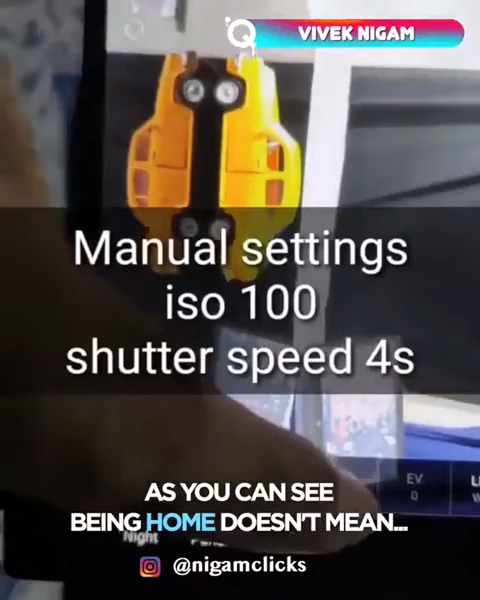 VIVEK NIGAM
Manual settings
iso 100
shutter speed 4s
EV
0
AS YOU CAN SEE
BEING HOME DOESN'T MEAN...
Night
@nigamclicks